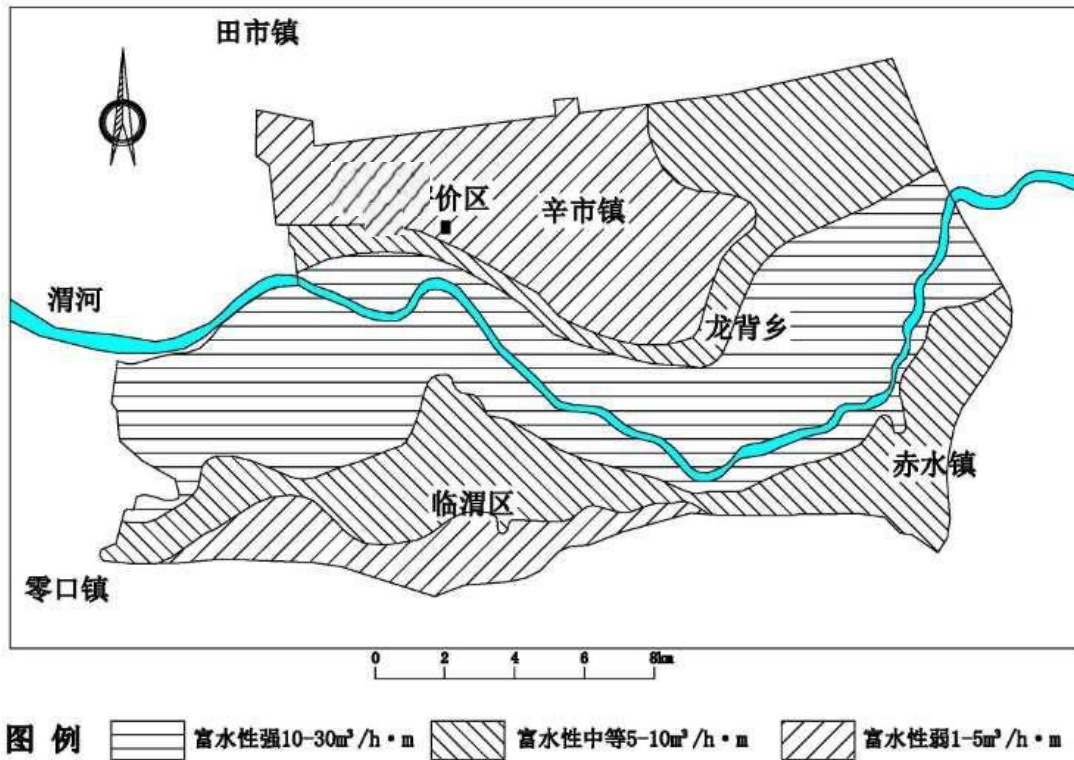 田市镇
价区
辛市镇
渭河
龙背乡
赤水镇
临渭区
零口镇
0 2 4 6 8km
图 例
富水性强10-30m³/h·m
富水性中等5-10m³/h·m
富水性弱1-5m³/h·m